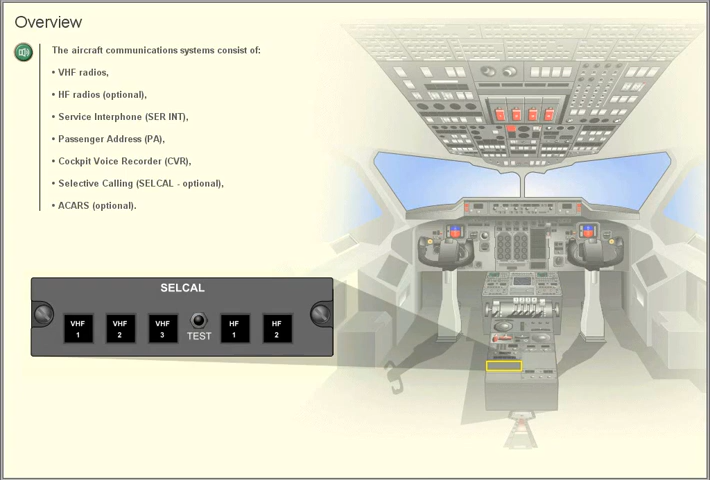 Overview
The aircraft communications systems consist of:
• VHF radios,
• HF radios (optional),
• Service Interphone (SER INT),
• Passenger Address (PA),
• Cockpit Voice Recorder (CVR),
• Selective Calling (SELCAL - optional),
• ACARS (optional).
SELCAL
VHF 1
VHF 2
VHF 3
TEST
HF 1
HF 2